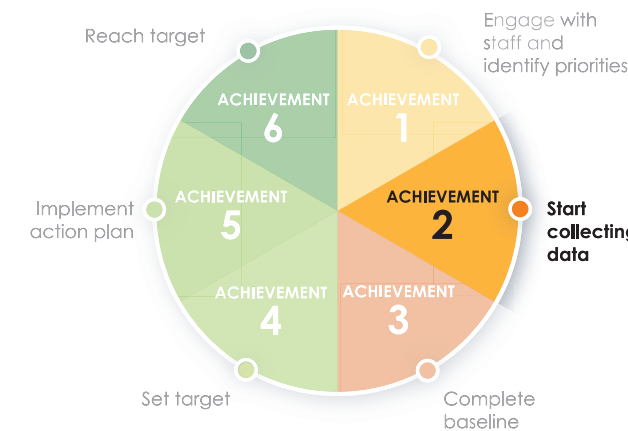 Reach target
Engage with
staff and
identify priorities
ACHIEVEMENT
6
ACHIEVEMENT
1
Implement
action plan
ACHIEVEMENT
5
ACHIEVEMENT
2
Start
collecting
data
ACHIEVEMENT
4
ACHIEVEMENT
3
Set target
Complete
baseline